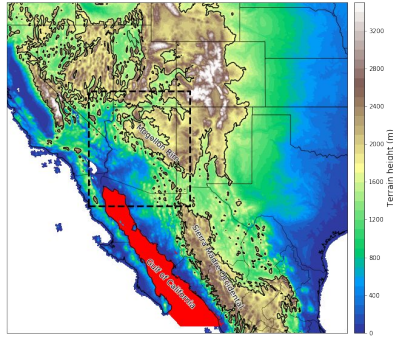 3200
2800
2400
2000
1600
1200
800
400
0
Terrain height (m)
Mogollon Rim
Sierra Madre Occidental
Gulf of California